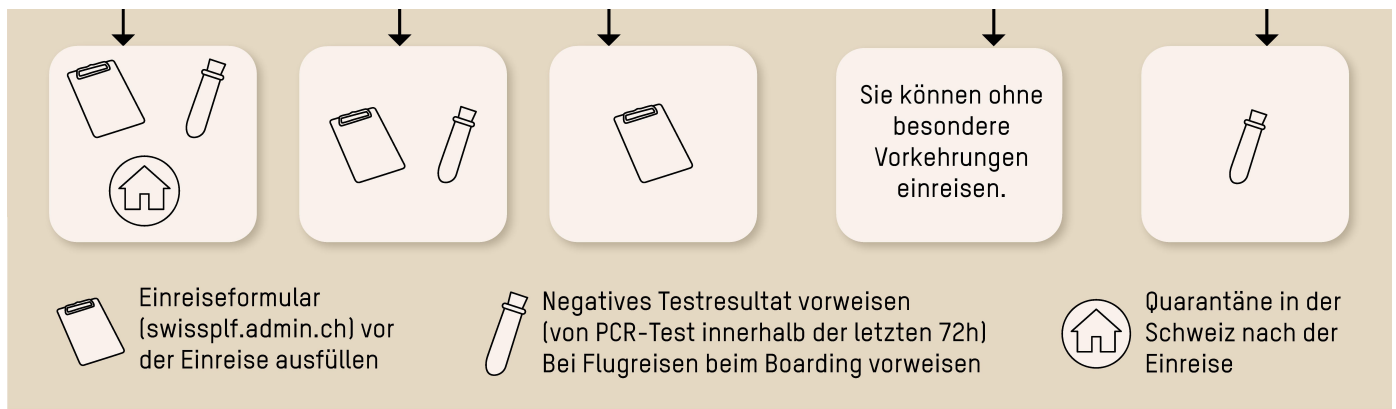 Sie können ohne
besondere
Vorkehrungen
einreisen.
Einreiseformular
(swissplf.admin.ch) vor
der Einreise ausfüllen
Negatives Testresultat vorweisen
(von PCR-Test innerhalb der letzten 72h)
Bei Flugreisen beim Boarding vorweisen
Quarantäne in der
Schweiz nach der
Einreise